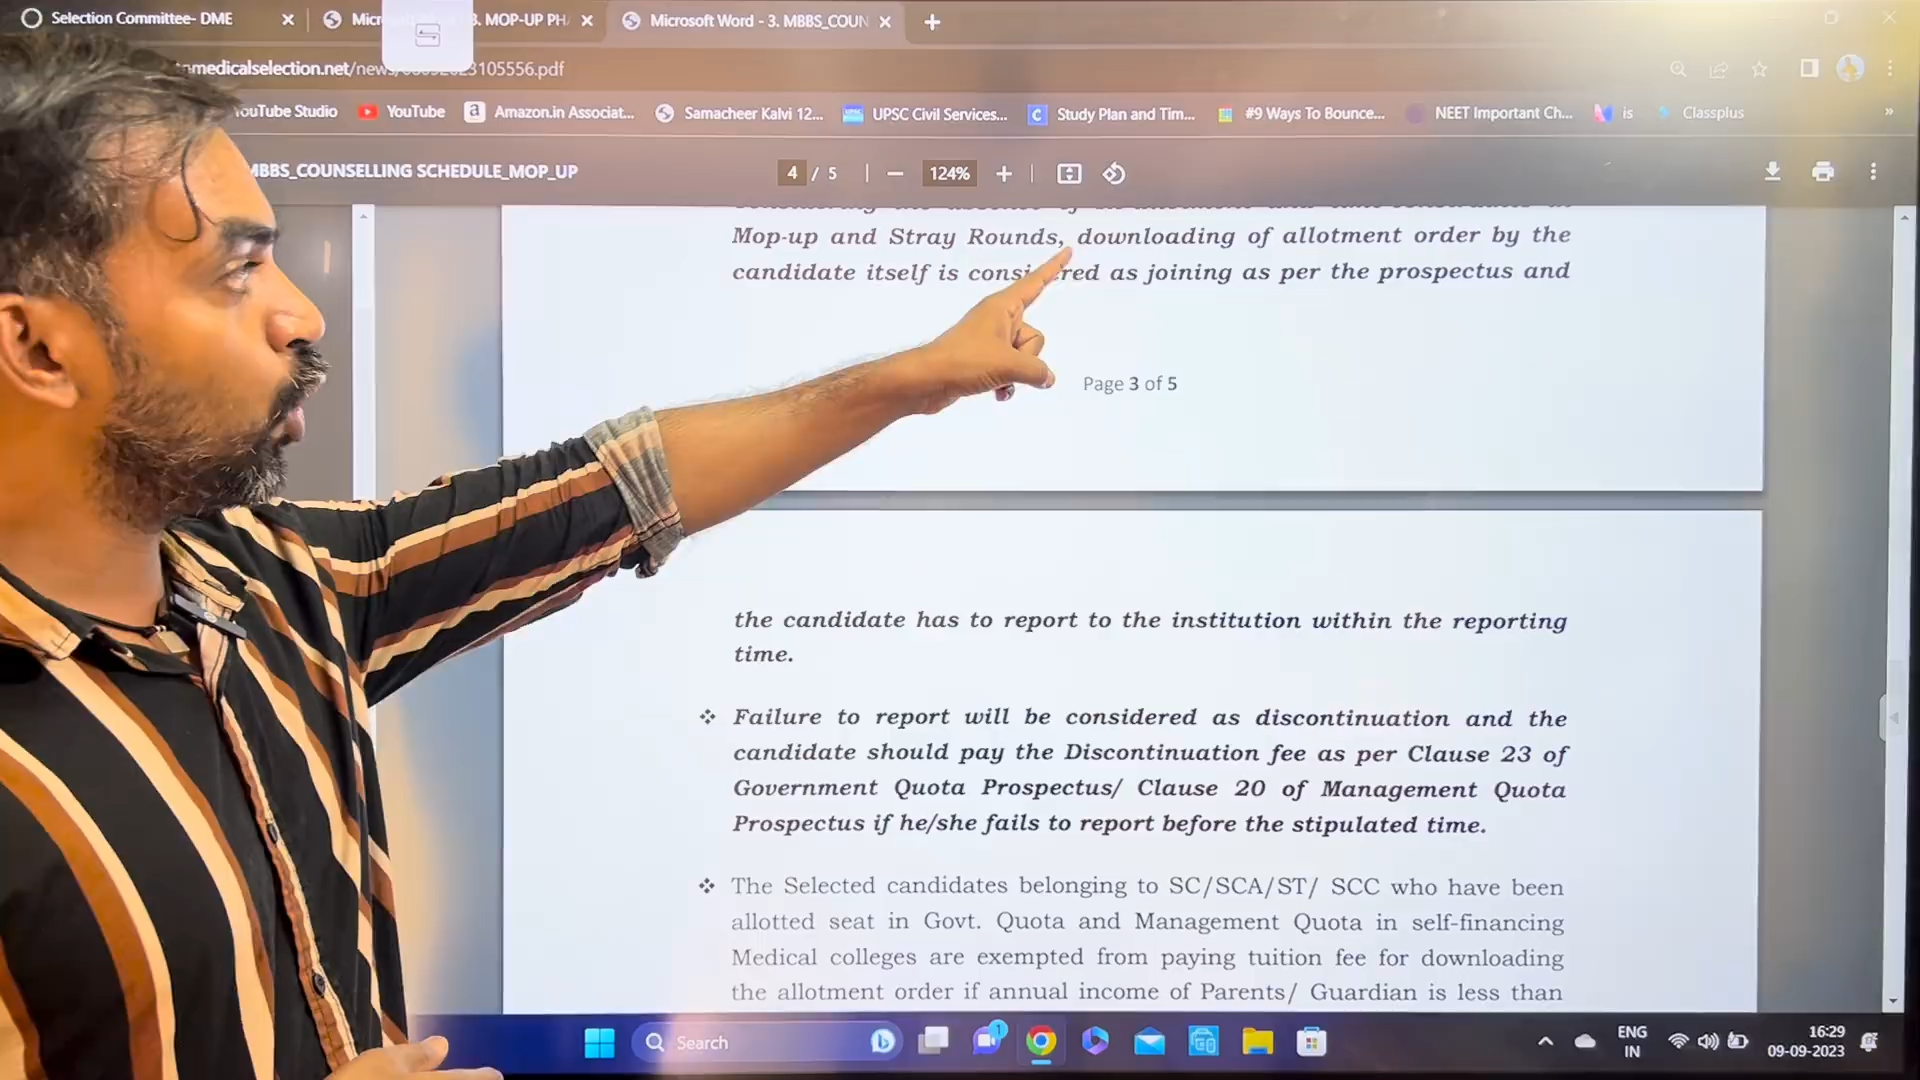 Selection Committee- DME
Micr
3. MOP-UP PH
Microsoft Word - 3. MBBS_COUN
nmedicalselection.net/news/08092023105556.pdf
YouTube Studio
YouTube
Amazon.in Associat...
Samacheer Kalvi 12...
UPSC Civil Services...
Study Plan and Tim...
#9 Ways To Bounce...
NEET Important Ch...
is
Classplus
MBBS_COUNSELLING SCHEDULE_MOP_UP
4 / 5
124%
Mop-up and Stray Rounds, downloading of allotment order by the
candidate itself is considered as joining as per the prospectus and
Page 3 of 5
the candidate has to report to the institution within the reporting
time.
❖ Failure to report will be considered as discontinuation and the
candidate should pay the Discontinuation fee as per Clause 23 of
Government Quota Prospectus/ Clause 20 of Management Quota
Prospectus if he/she fails to report before the stipulated time.
❖ The Selected candidates belonging to SC/SCA/ST/ SCC who have been
allotted seat in Govt. Quota and Management Quota in self-financing
Medical colleges are exempted from paying tuition fee for downloading
the allotment order if annual income of Parents/ Guardian is less than
Search
1
ENG
IN
16:29
09-09-2023